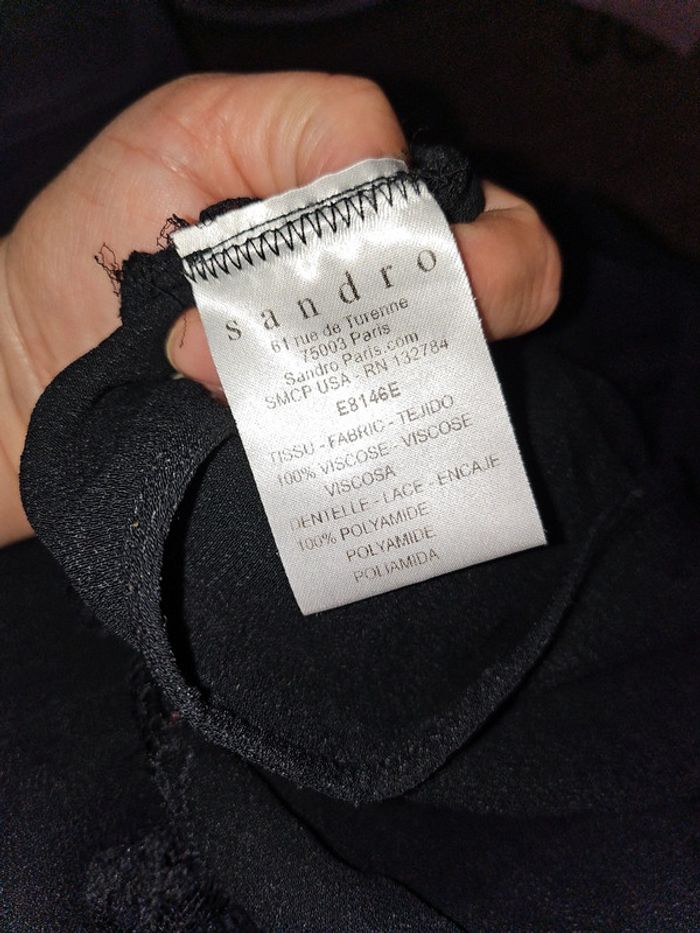 sandro
61 rue de Turenne
75003 Paris
Sandro Paris.com
SMCP USA : RN 132784
E8146E
TISSU - FABRIC - TEJIDO
100% VISCOSE - VISCOSE
VISCOSA
DENTELLE - LACE - ENCAJE
100% POLYAMIDE
POLYAMIDE
POLIAMIDA